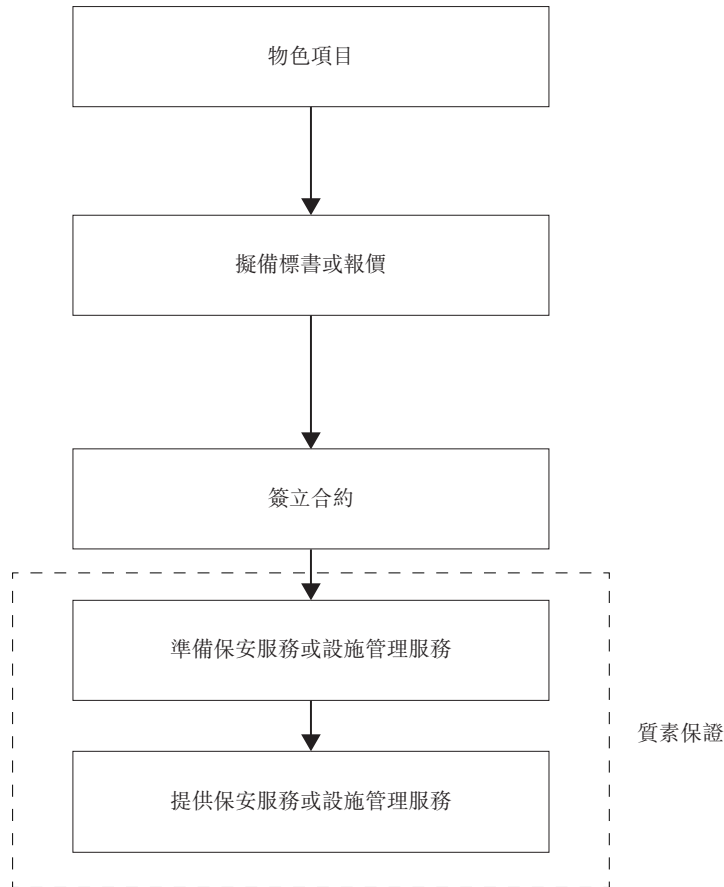 物色項目
擬備標書或報價
簽立合約
準備保安服務或設施管理服務
質素保證
提供保安服務或設施管理服務